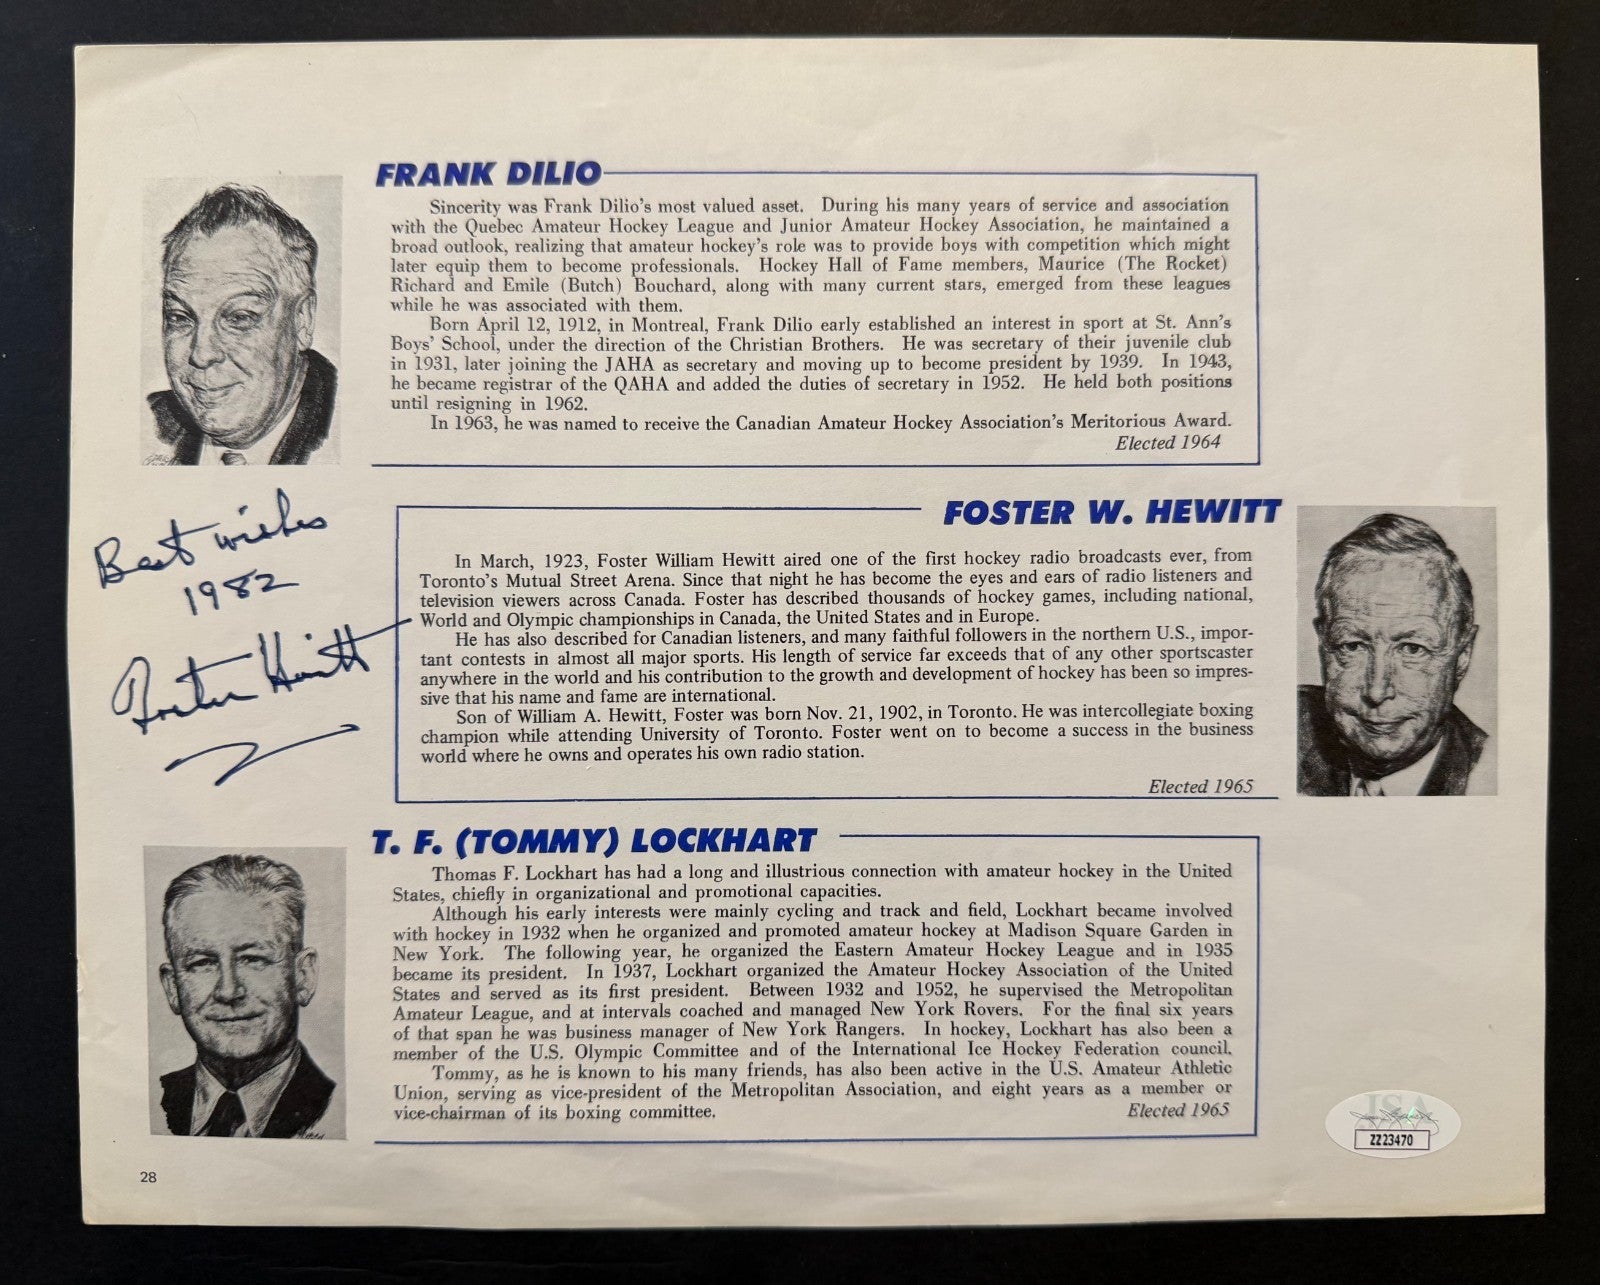 FRANK DILIO
Sincerity was Frank Dilio's most valued asset. During his many years of service and association
with the Quebec Amateur Hockey League and Junior Amateur Hockey Association, he maintained a
broad outlook, realizing that amateur hockey's role was to provide boys with competition which might
later equip them to become professionals. Hockey Hall of Fame members, Maurice (The Rocket)
Richard and Emile (Butch) Bouchard, along with many current stars, emerged from these leagues
while he was associated with them.
Born April 12, 1912, in Montreal, Frank Dilio early established an interest in sport at St. Ann's
Boys' School, under the direction of the Christian Brothers. He was secretary of their juvenile club
in 1931, later joining the JAHA as secretary and moving up to become president by 1939. In 1943,
he became registrar of the QAHA and added the duties of secretary in 1952. He held both positions
until resigning in 1962.
In 1963, he was named to receive the Canadian Amateur Hockey Association's Meritorious Award.
Elected 1964
Best wishes
1982
Foster Hewitt
FOSTER W. HEWITT
In March, 1923, Foster William Hewitt aired one of the first hockey radio broadcasts ever, from
Toronto's Mutual Street Arena. Since that night he has become the eyes and ears of radio listeners and
television viewers across Canada. Foster has described thousands of hockey games, including national,
World and Olympic championships in Canada, the United States and in Europe.
He has also described for Canadian listeners, and many faithful followers in the northern U.S., impor-
tant contests in almost all major sports. His length of service far exceeds that of any other sportscaster
anywhere in the world and his contribution to the growth and development of hockey has been so impres-
sive that his name and fame are international.
Son of William A. Hewitt, Foster was born Nov. 21, 1902, in Toronto. He was intercollegiate boxing
champion while attending University of Toronto. Foster went on to become a success in the business
world where he owns and operates his own radio station.
Elected 1965
T. F. (TOMMY) LOCKHART
Thomas F. Lockhart has had a long and illustrious connection with amateur hockey in the United
States, chiefly in organizational and promotional capacities.
Although his early interests were mainly cycling and track and field, Lockhart became involved
with hockey in 1932 when he organized and promoted amateur hockey at Madison Square Garden in
New York. The following year, he organized the Eastern Amateur Hockey League and in 1935
became its president. In 1937, Lockhart organized the Amateur Hockey Association of the United
States and served as its first president. Between 1932 and 1952, he supervised the Metropolitan
Amateur League, and at intervals coached and managed New York Rovers. For the final six years
of that span he was business manager of New York Rangers. In hockey, Lockhart has also been a
member of the U.S. Olympic Committee and of the International Ice Hockey Federation council.
Tommy, as he is known to his many friends, has also been active in the U.S. Amateur Athletic
Union, serving as vice-president of the Metropolitan Association, and eight years as a member or
vice-chairman of its boxing committee.
Elected 1965
JSA
ZZ23470
28